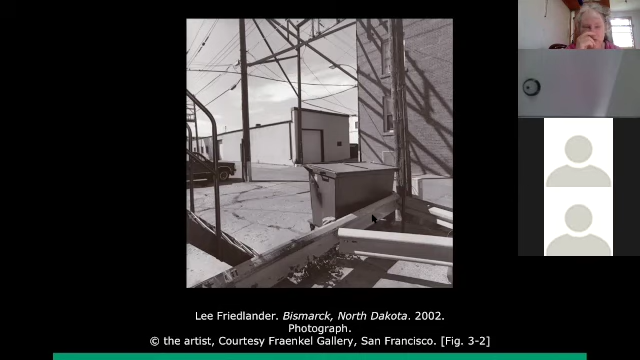 Lee Friedlander. Bismarck, North Dakota. 2002.
Photograph.
© the artist, Courtesy Fraenkel Gallery, San Francisco. [Fig. 3-2]